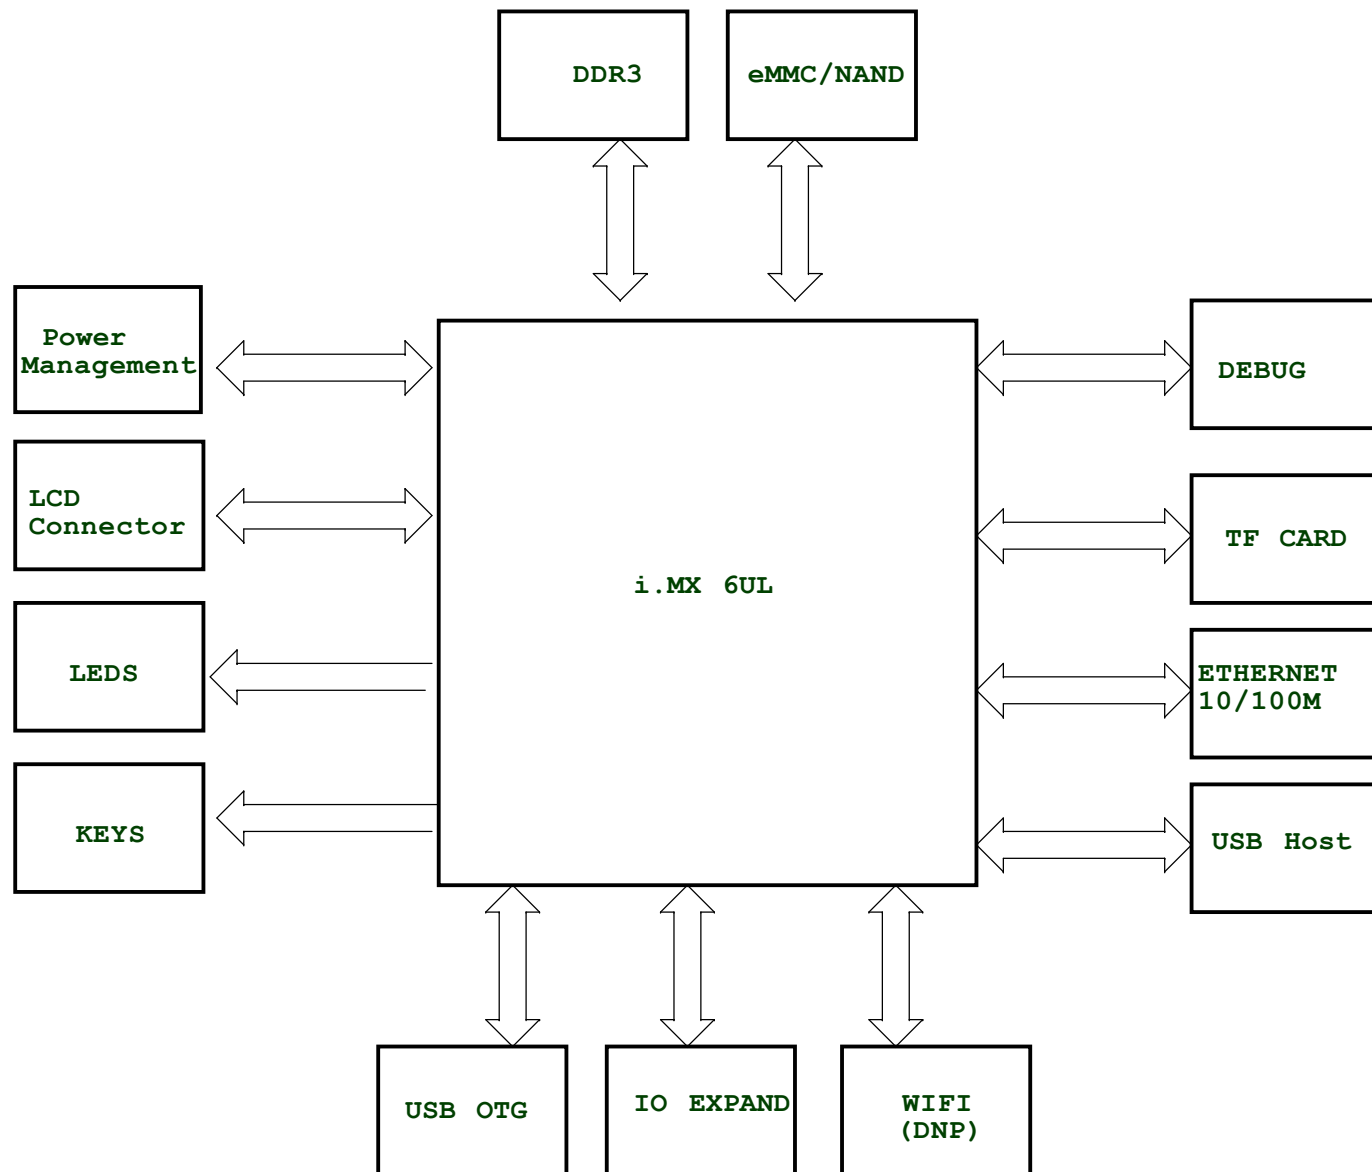 DDR3
eMMC/NAND
Power
Management
DEBUG
LCD
Connector
TF CARD
i.MX 6UL
LEDS
ETHERNET
10/100M
KEYS
USB Host
USB OTG
IO EXPAND
WIFI
(DNP)